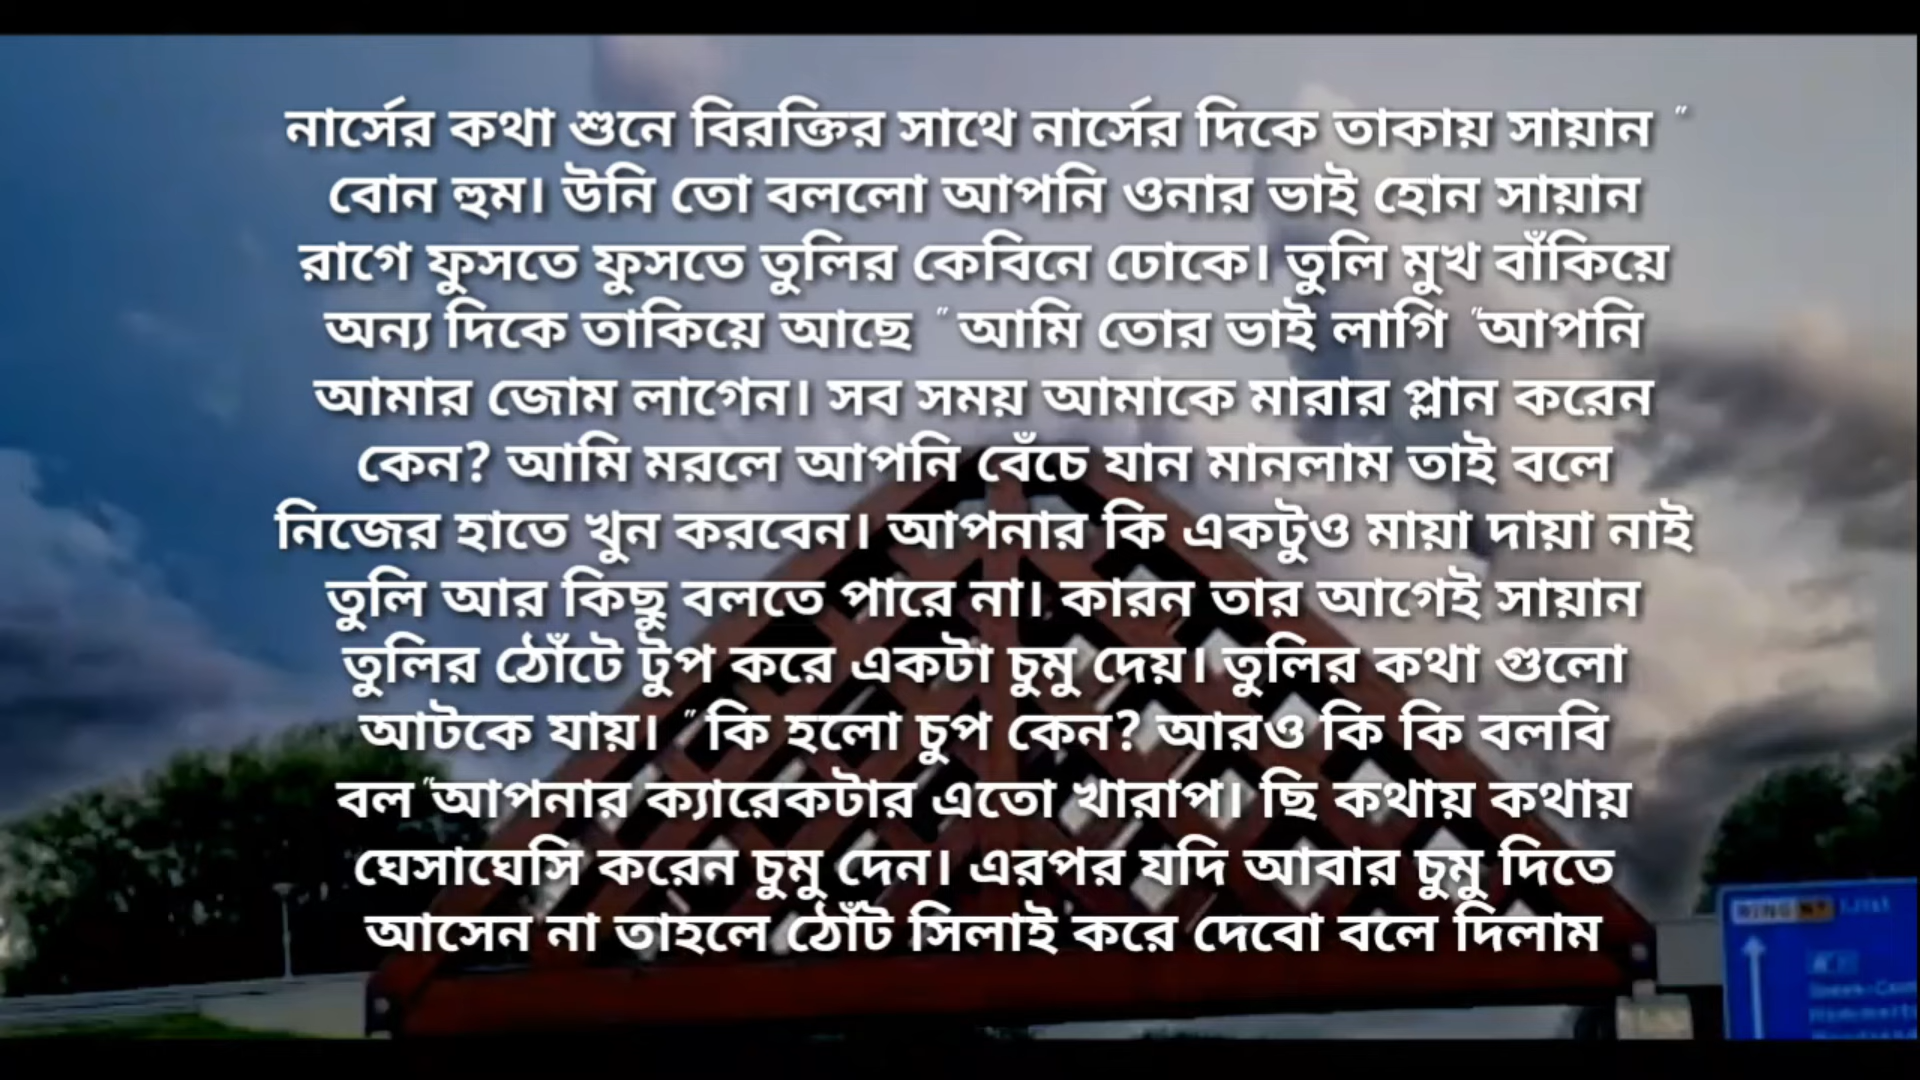 নার্সের কথা শুনে বিরক্তির সাথে নার্সের দিকে তাকায় সায়ান "
বোন হুম। উনি তো বললো আপনি ওনার ভাই হোন সায়ান
রাগে ফুসতে ফুসতে তুলির কেবিনে ঢোকে। তুলি মুখ বাঁকিয়ে
অন্য দিকে তাকিয়ে আছে " আমি তোর ভাই লাগি "আপনি
আমার জোম লাগেন। সব সময় আমাকে মারার প্লান করেন
কেন? আমি মরলে আপনি বেঁচে যান মানলাম তাই বলে
নিজের হাতে খুন করবেন। আপনার কি একটুও মায়া দায়া নাই
তুলি আর কিছু বলতে পারে না। কারন তার আগেই সায়ান
তুলির ঠোঁটে টুপ করে একটা চুমু দেয়। তুলির কথা গুলো
আটকে যায়। " কি হলো চুপ কেন? আরও কি কি বলবি
বল "আপনার ক্যারেকটার এতো খারাপ। ছি কথায় কথায়
ঘেসাঘেসি করেন চুমু দেন। এরপর যদি আবার চুমু দিতে
আসেন না তাহলে ঠোঁট সিলাই করে দেবো বলে দিলাম
RING